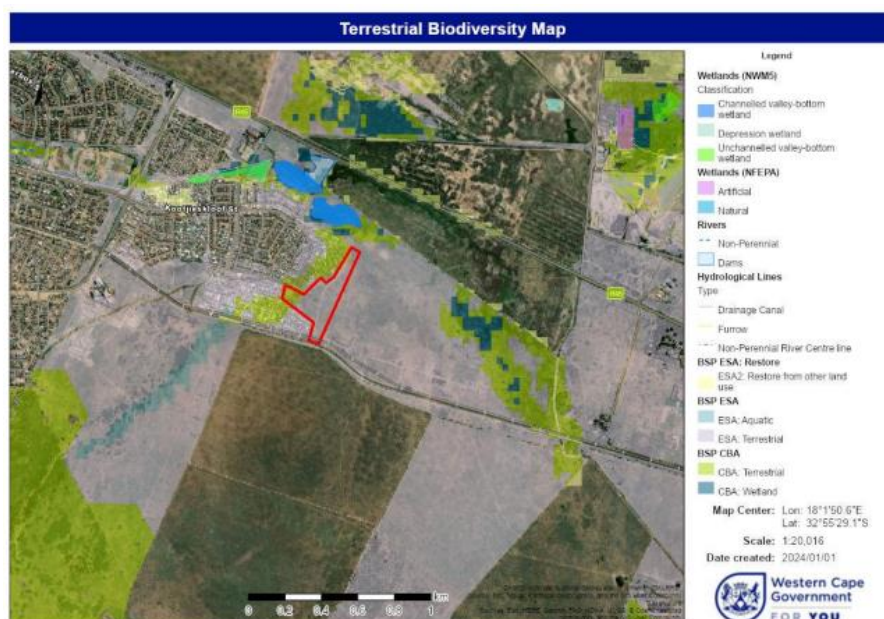 Terrestrial Biodiversity Map
Kootjieskloof St
Legend
Wetlands (NWM5)
Classification
Channelled valley-bottom
wetland
Depression wetland
Unchannelled valley-bottom
wetland
Wetlands (NFEPA)
Artificial
Natural
Rivers
Non-Perennial
Dams
Hydrological Lines
Type
Drainage Canal
Furrow
Non-Perennial River Centre line
BSP ESA: Restore
ESA2: Restore from other land
use
BSP ESA
ESA: Aquatic
ESA: Terrestrial
BSP CBA
CBA: Terrestrial
CBA: Wetland
Map Center: Lon: 18°1'50.6"E
Lat: 32°55'29.1"S
Scale: 1:20,016
Date created: 2024/01/01
km
0 0.2 0.4 0.6 0.8 1
Western Cape
Government
FOR YOU